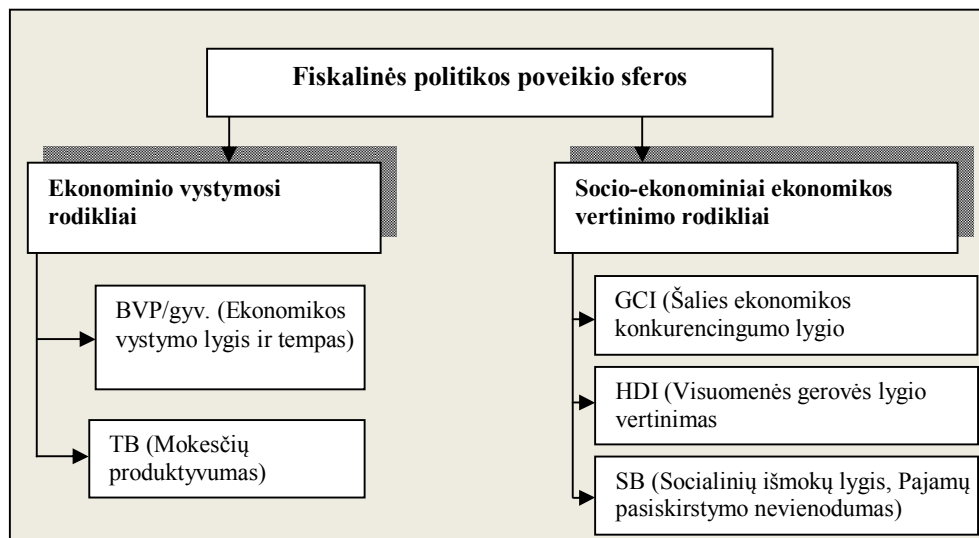 Fiskalinės politikos poveikio sferos
Ekonominio vystymosi
rodikliai
BVP/gyv. (Ekonomikos
vystymo lygis ir tempas)
TB (Mokesčių
produktyvumas)
Socio-ekonominiai ekonomikos
vertinimo rodikliai
GCI (Šalies ekonomikos
konkurencingumo lygio
HDI (Visuomenės gerovės lygio
vertinimas
SB (Socialinių išmokų lygis, Pajamų
pasiskirstymo nevienodumas)